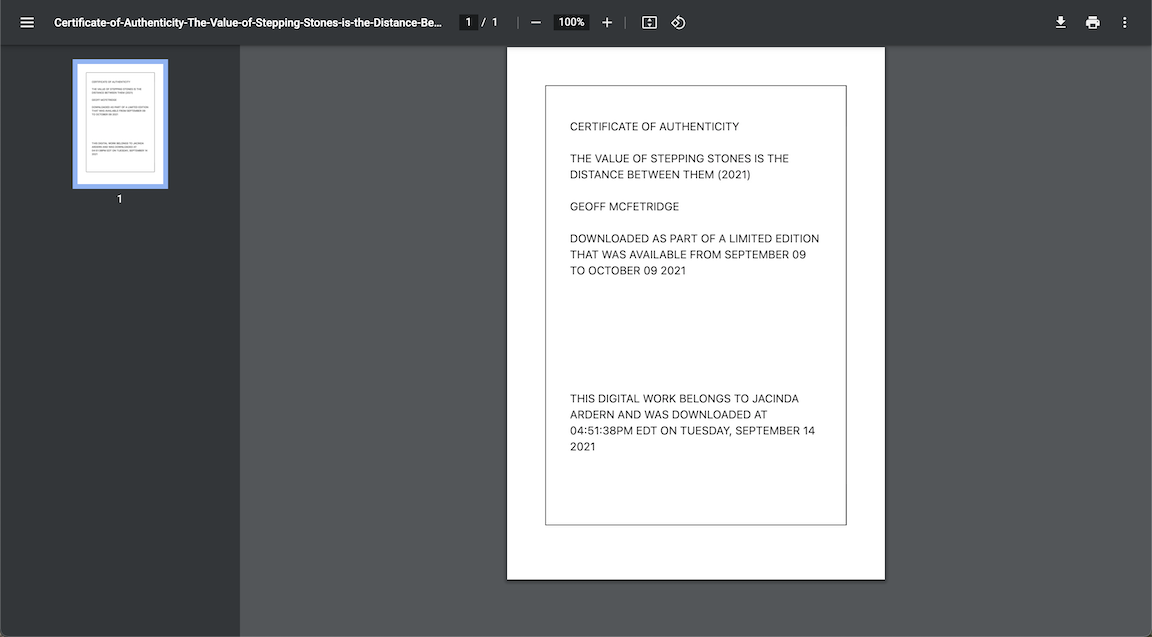 Certificate-of-Authenticity-The-Value-of-Stepping-Stones-is-the-Distance-Be...
1 / 1
100%
CERTIFICATE OF AUTHENTICITY
THE VALUE OF STEPPING STONES IS THE
DISTANCE BETWEEN THEM (2021)
GEOFF MCFETRIDGE
DOWNLOADED AS PART OF A LIMITED EDITION
THAT WAS AVAILABLE FROM SEPTEMBER 09
TO OCTOBER 09 2021
THIS DIGITAL WORK BELONGS TO JACINDA
ARDERN AND WAS DOWNLOADED AT
04:51:38PM EDT ON TUESDAY, SEPTEMBER 14
2021
1